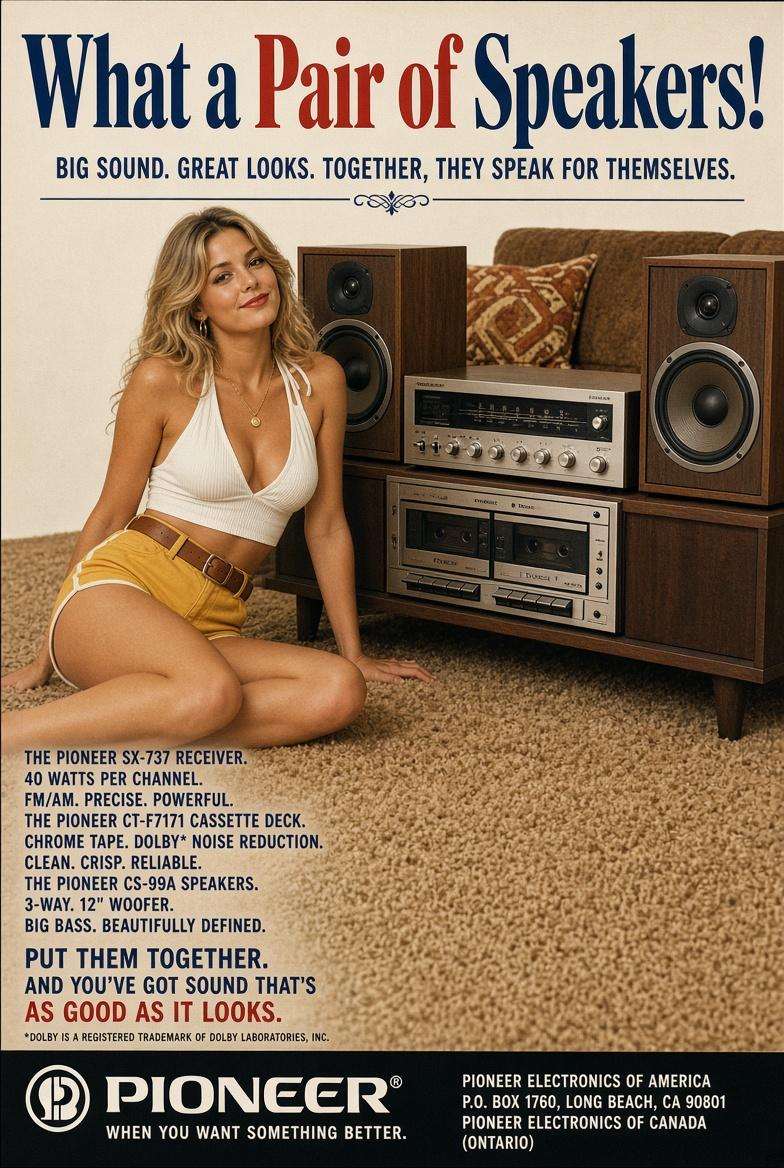 What a Pair of Speakers!
BIG SOUND. GREAT LOOKS. TOGETHER, THEY SPEAK FOR THEMSELVES.
THE PIONEER SX-737 RECEIVER.
40 WATTS PER CHANNEL.
FM/AM. PRECISE. POWERFUL.
THE PIONEER CT-F7171 CASSETTE DECK.
CHROME TAPE. DOLBY* NOISE REDUCTION.
CLEAN. CRISP. RELIABLE.
THE PIONEER CS-99A SPEAKERS.
3-WAY. 12" WOOFER.
BIG BASS. BEAUTIFULLY DEFINED.
PUT THEM TOGETHER.
AND YOU'VE GOT SOUND THAT'S
AS GOOD AS IT LOOKS.
*DOLBY IS A REGISTERED TRADEMARK OF DOLBY LABORATORIES, INC.
PIONEER®
WHEN YOU WANT SOMETHING BETTER.
PIONEER ELECTRONICS OF AMERICA
P.O. BOX 1760, LONG BEACH, CA 90801
PIONEER ELECTRONICS OF CANADA
(ONTARIO)